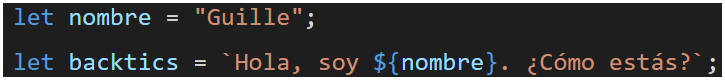 let nombre = "Guille";
let backtics = `Hola, soy ${nombre}. ¿Cómo estás?`;